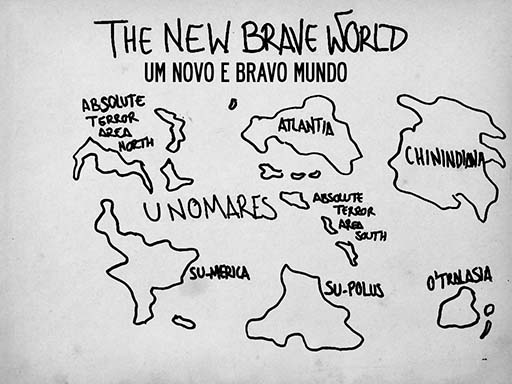 THE NEW BRAVE WORLD
UM NOVO E BRAVO MUNDO
ABSOLUTE
TERROR
AREA
NORTH
ATLANTIA
CHININDIANA
UNOMARES
ABSOLUTE
TERROR
AREA
SOUTH
SU-MERICA
SU-POLUS
O'TRALASIA